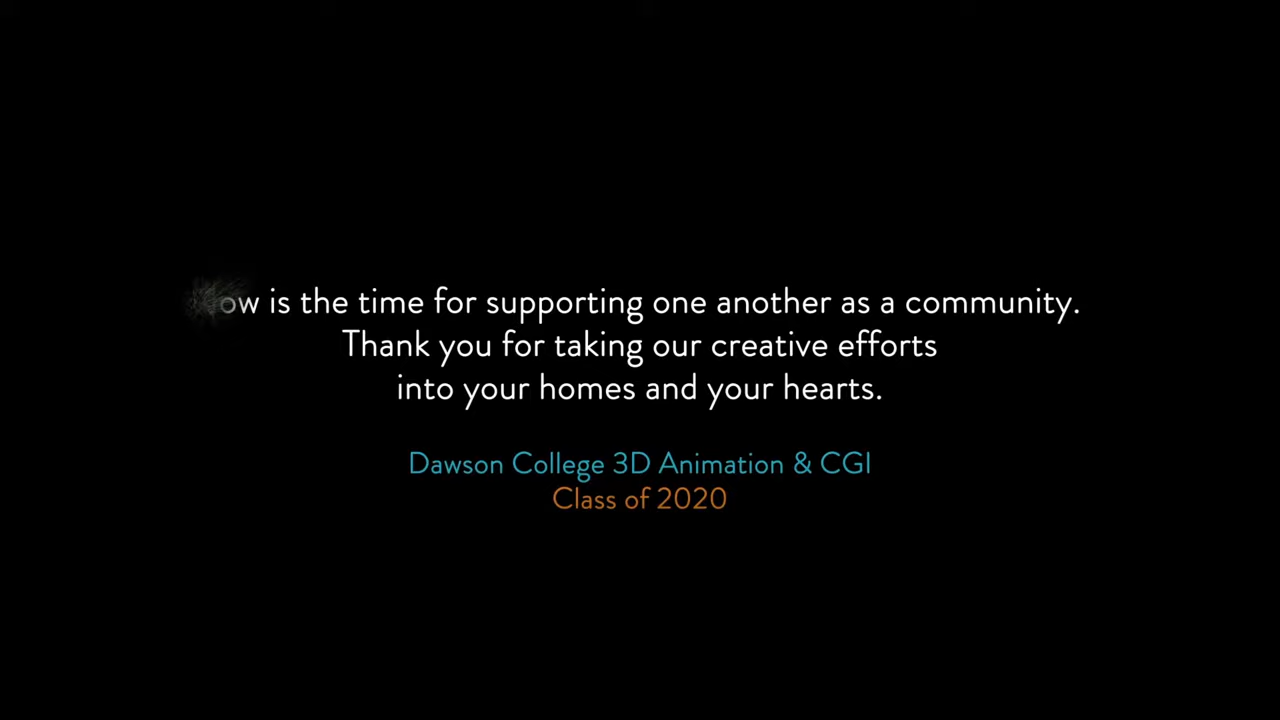 ow is the time for supporting one another as a community.
Thank you for taking our creative efforts
into your homes and your hearts.
Dawson College 3D Animation & CGI
Class of 2020